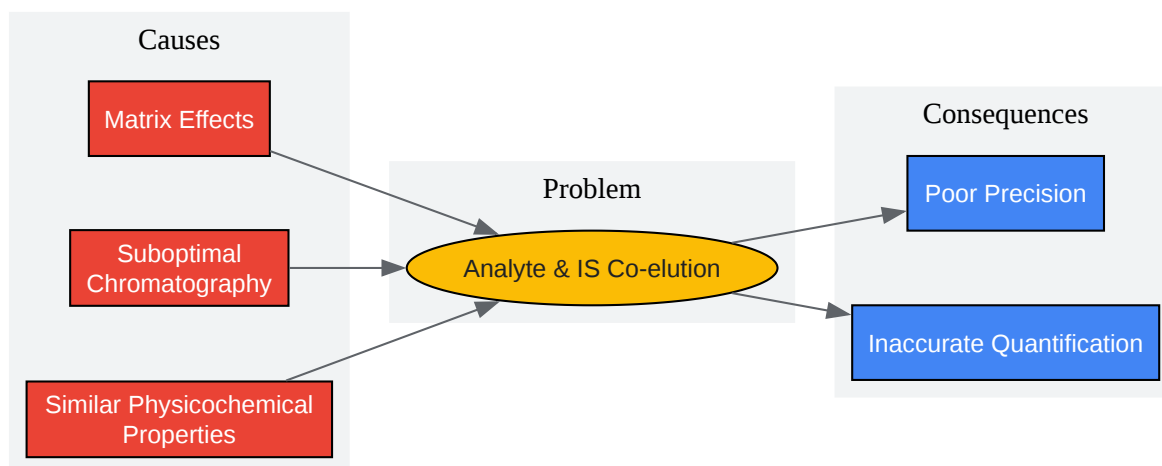 Causes
Matrix Effects
Suboptimal
Chromatography
Similar Physicochemical
Properties
Problem
Analyte & IS Co-elution
Consequences
Poor Precision
Inaccurate Quantification